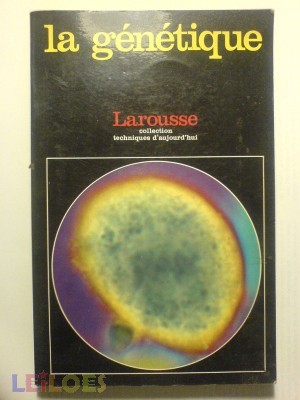 la génétique
Larousse
collection
techniques d'aujourd'hui
LEiLOES